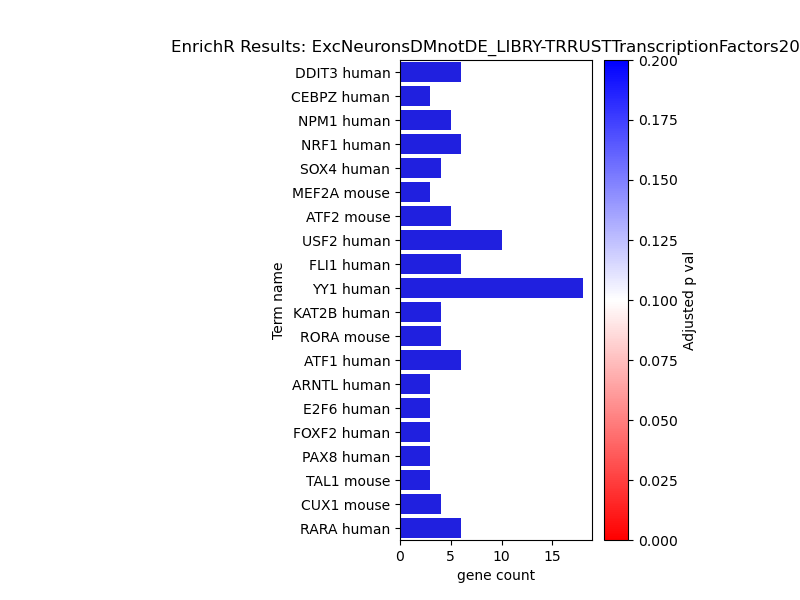 EnrichR Results: ExcNeuronsDMnotDE_LIBRY-TRRUSTTranscriptionFactors20
DDIT3 human
CEBPZ human
NPM1 human
NRF1 human
SOX4 human
MEF2A mouse
ATF2 mouse
USF2 human
FLI1 human
YY1 human
KAT2B human
RORA mouse
ATF1 human
ARNTL human
E2F6 human
FOXF2 human
PAX8 human
TAL1 mouse
CUX1 mouse
RARA human
Term name
0 5 10 15
gene count
0.200
0.175
0.150
0.125
0.100
0.075
0.050
0.025
0.000
Adjusted p val